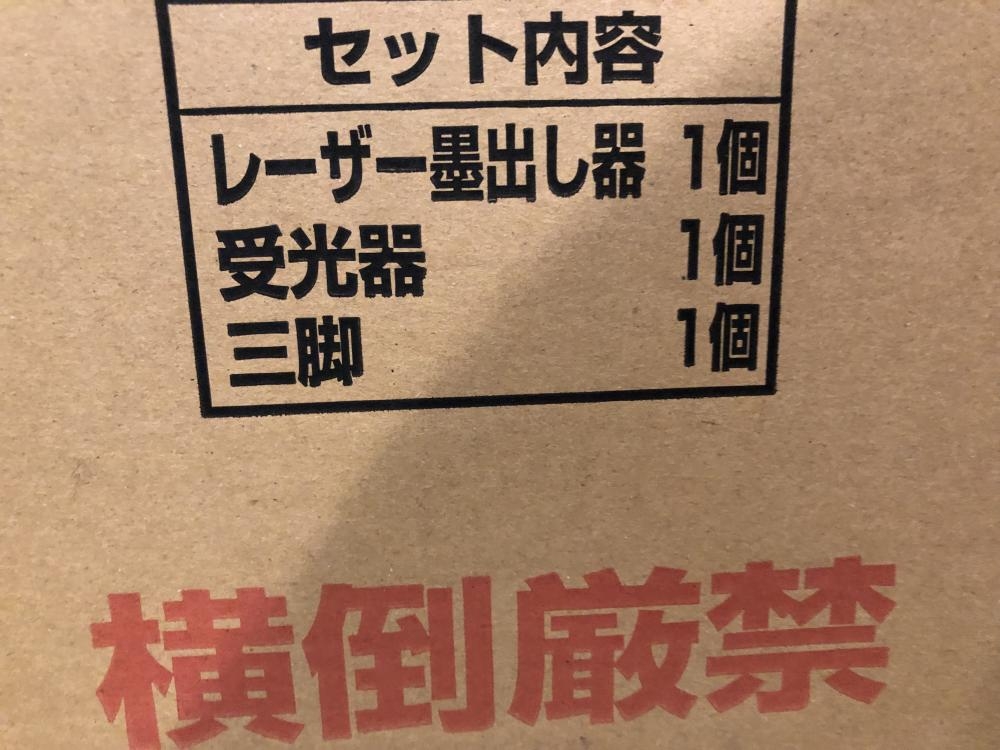 セット内容
レーザー墨出し器 1個
受光器 1個
三脚 1個
横倒厳禁